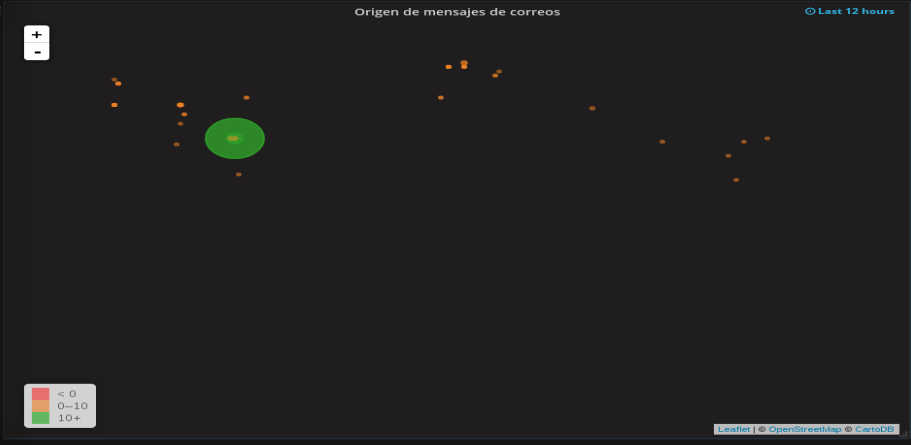 Origen de mensajes de correos
Last 12 hours
+
-
< 0
0–10
10+
Leaflet | © OpenStreetMap © CartoDB